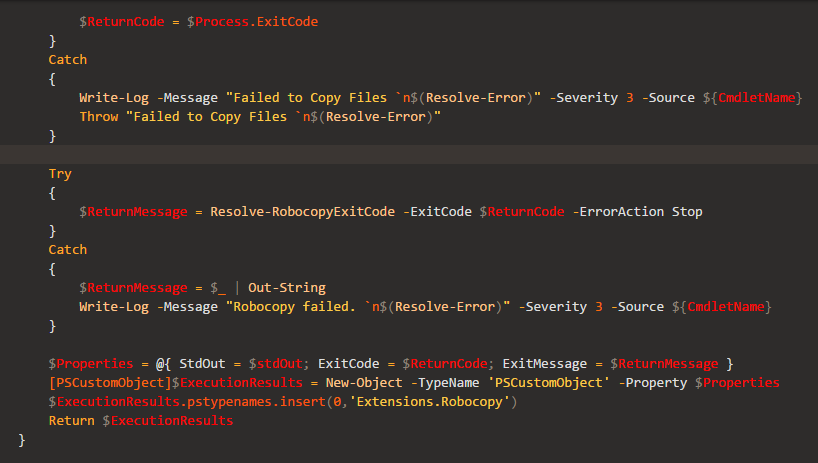 $ReturnCode = $Process.ExitCode
}
Catch
{
Write-Log -Message "Failed to Copy Files `n$(Resolve-Error)" -Severity 3 -Source ${CmdletName}
Throw "Failed to Copy Files `n$(Resolve-Error)"
}
Try
{
$ReturnMessage = Resolve-RobocopyExitCode -ExitCode $ReturnCode -ErrorAction Stop
}
Catch
{
$ReturnMessage = $_ | Out-String
Write-Log -Message "Robocopy failed. `n$(Resolve-Error)" -Severity 3 -Source ${CmdletName}
}
$Properties = @{ StdOut = $stdOut; ExitCode = $ReturnCode; ExitMessage = $ReturnMessage }
[PSCustomObject]$ExecutionResults = New-Object -TypeName 'PSCustomObject' -Property $Properties
$ExecutionResults.pstypenames.insert(0,'Extensions.Robocopy')
Return $ExecutionResults
}